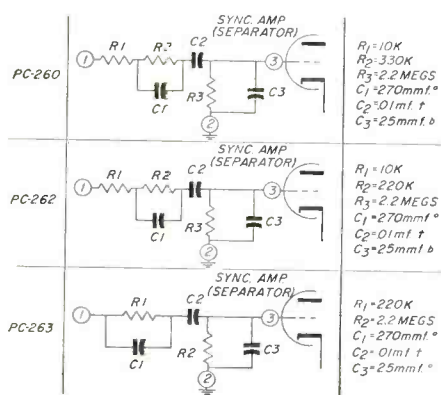 SYNC. AMP
(SEPARATOR)
PC-260
1
R1
R2
C2
3
C1
R3
C3
2
R1=10K
R2=330K
R3=2.2 MEGS
C1=270mmf.°
C2=.01mf. †
C3=25mmf. b
SYNC. AMP
(SEPARATOR)
PC-262
1
R1
R2
C2
3
C1
R3
C3
2
R1=10K
R2=220K
R3=2.2 MEGS
C1=270mmf.°
C2=.01mf †
C3=25mmf. b
SYNC. AMP
(SEPARATOR)
PC-263
1
R1
C2
3
C1
R2
C3
2
R1=220K
R2=2.2 MEGS
C1=270mmf.°
C2=.01mf †
C3=25mmf.°